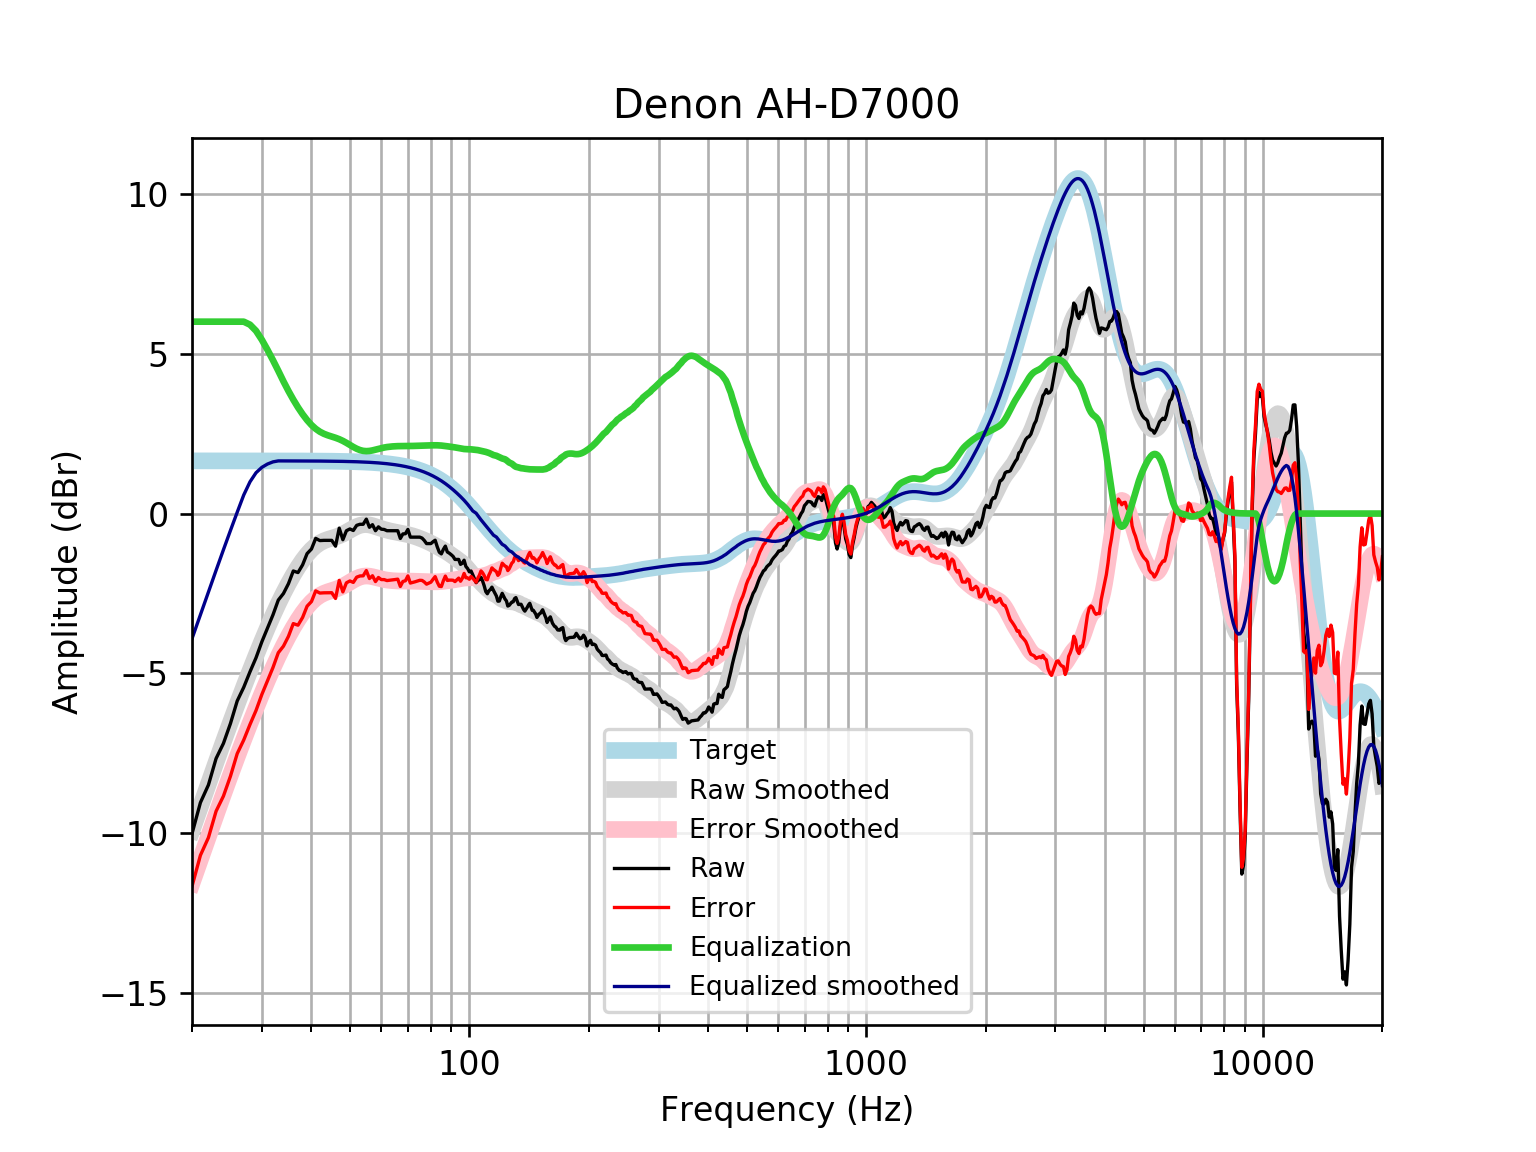 Denon AH-D7000
Amplitude (dBr)
10
5
0
−5
−10
−15
Target
Raw Smoothed
Error Smoothed
Raw
Error
Equalization
Equalized smoothed
100 1000 10000
Frequency (Hz)